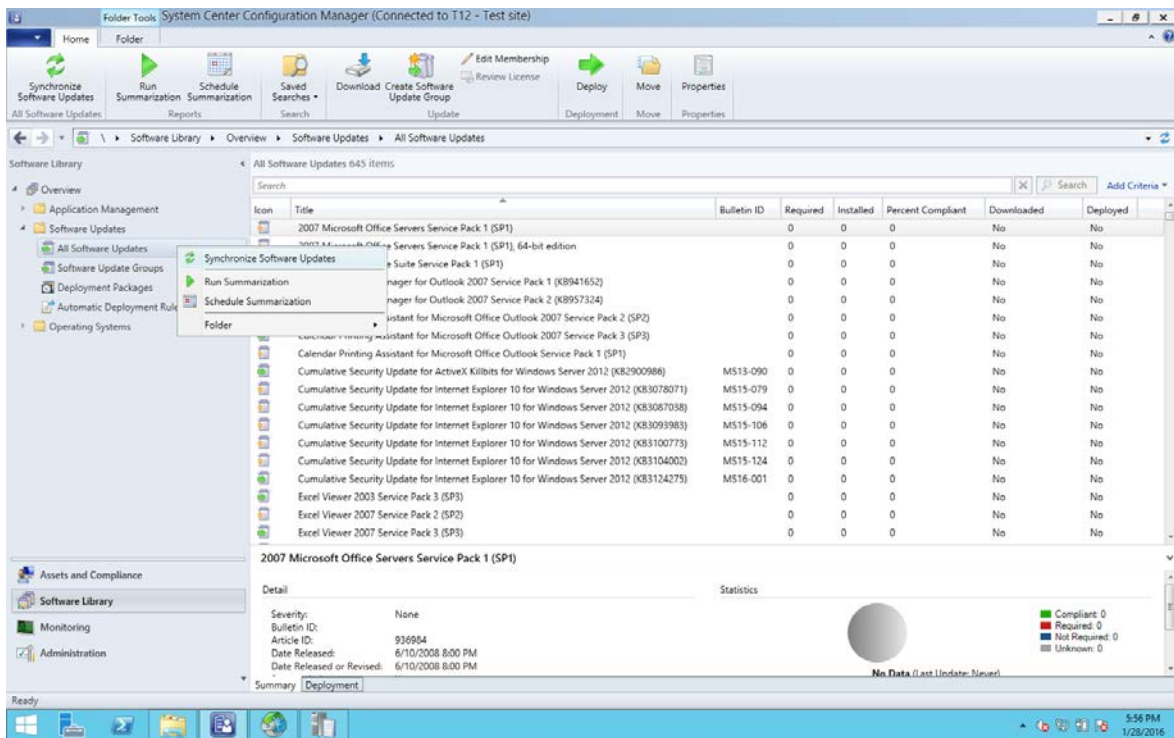 Folder Tools System Center Configuration Manager (Connected to T12 - Test site)
Home Folder
Synchronize Software Updates
Run Summarization
Schedule Summarization
Saved Searches
Download
Create Software Update Group
Edit Membership
Review License
Deploy
Move
Properties
All Software Updates Reports Search Update Deployment Move Properties
\ Software Library Overview Software Updates All Software Updates
Software Library
Overview
Application Management
Software Updates
All Software Updates
Software Update Groups
Deployment Packages
Automatic Deployment Rule
Operating Systems
Synchronize Software Updates
Run Summarization
Schedule Summarization
Folder
All Software Updates 645 items
Search Search Add Criteria
Icon Title Bulletin ID Required Installed Percent Compliant Downloaded Deployed
2007 Microsoft Office Servers Service Pack 1 (SP1) 0 0 0 No No
2007 Microsoft Office Servers Service Pack 1 (SP1), 64-bit edition 0 0 0 No No
e Suite Service Pack 1 (SP1) 0 0 0 No No
nager for Outlook 2007 Service Pack 1 (KB941652) 0 0 0 No No
nager for Outlook 2007 Service Pack 2 (KB957324) 0 0 0 No No
istant for Microsoft Office Outlook 2007 Service Pack 2 (SP2) 0 0 0 No No
Calendar Printing Assistant for Microsoft Office Outlook 2007 Service Pack 3 (SP3) 0 0 0 No No
Calendar Printing Assistant for Microsoft Office Outlook Service Pack 1 (SP1) 0 0 0 No No
Cumulative Security Update for ActiveX Killbits for Windows Server 2012 (KB2900986) MS13-090 0 0 0 No No
Cumulative Security Update for Internet Explorer 10 for Windows Server 2012 (KB3078071) MS15-079 0 0 0 No No
Cumulative Security Update for Internet Explorer 10 for Windows Server 2012 (KB3087038) MS15-094 0 0 0 No No
Cumulative Security Update for Internet Explorer 10 for Windows Server 2012 (KB3093983) MS15-106 0 0 0 No No
Cumulative Security Update for Internet Explorer 10 for Windows Server 2012 (KB3100773) MS15-112 0 0 0 No No
Cumulative Security Update for Internet Explorer 10 for Windows Server 2012 (KB3104002) MS15-124 0 0 0 No No
Cumulative Security Update for Internet Explorer 10 for Windows Server 2012 (KB3124275) MS16-001 0 0 0 No No
Excel Viewer 2003 Service Pack 3 (SP3) 0 0 0 No No
Excel Viewer 2007 Service Pack 2 (SP2) 0 0 0 No No
Excel Viewer 2007 Service Pack 3 (SP3) 0 0 0 No No
Assets and Compliance
Software Library
Monitoring
Administration
2007 Microsoft Office Servers Service Pack 1 (SP1)
Detail
Severity: None
Bulletin ID:
Article ID: 936984
Date Released: 6/10/2008 8:00 PM
Date Released or Revised: 6/10/2008 8:00 PM
Statistics
Compliant: 0
Required: 0
Not Required: 0
Unknown: 0
No Data (Last Update: Never)
Summary Deployment
Ready
5:56 PM
1/28/2016